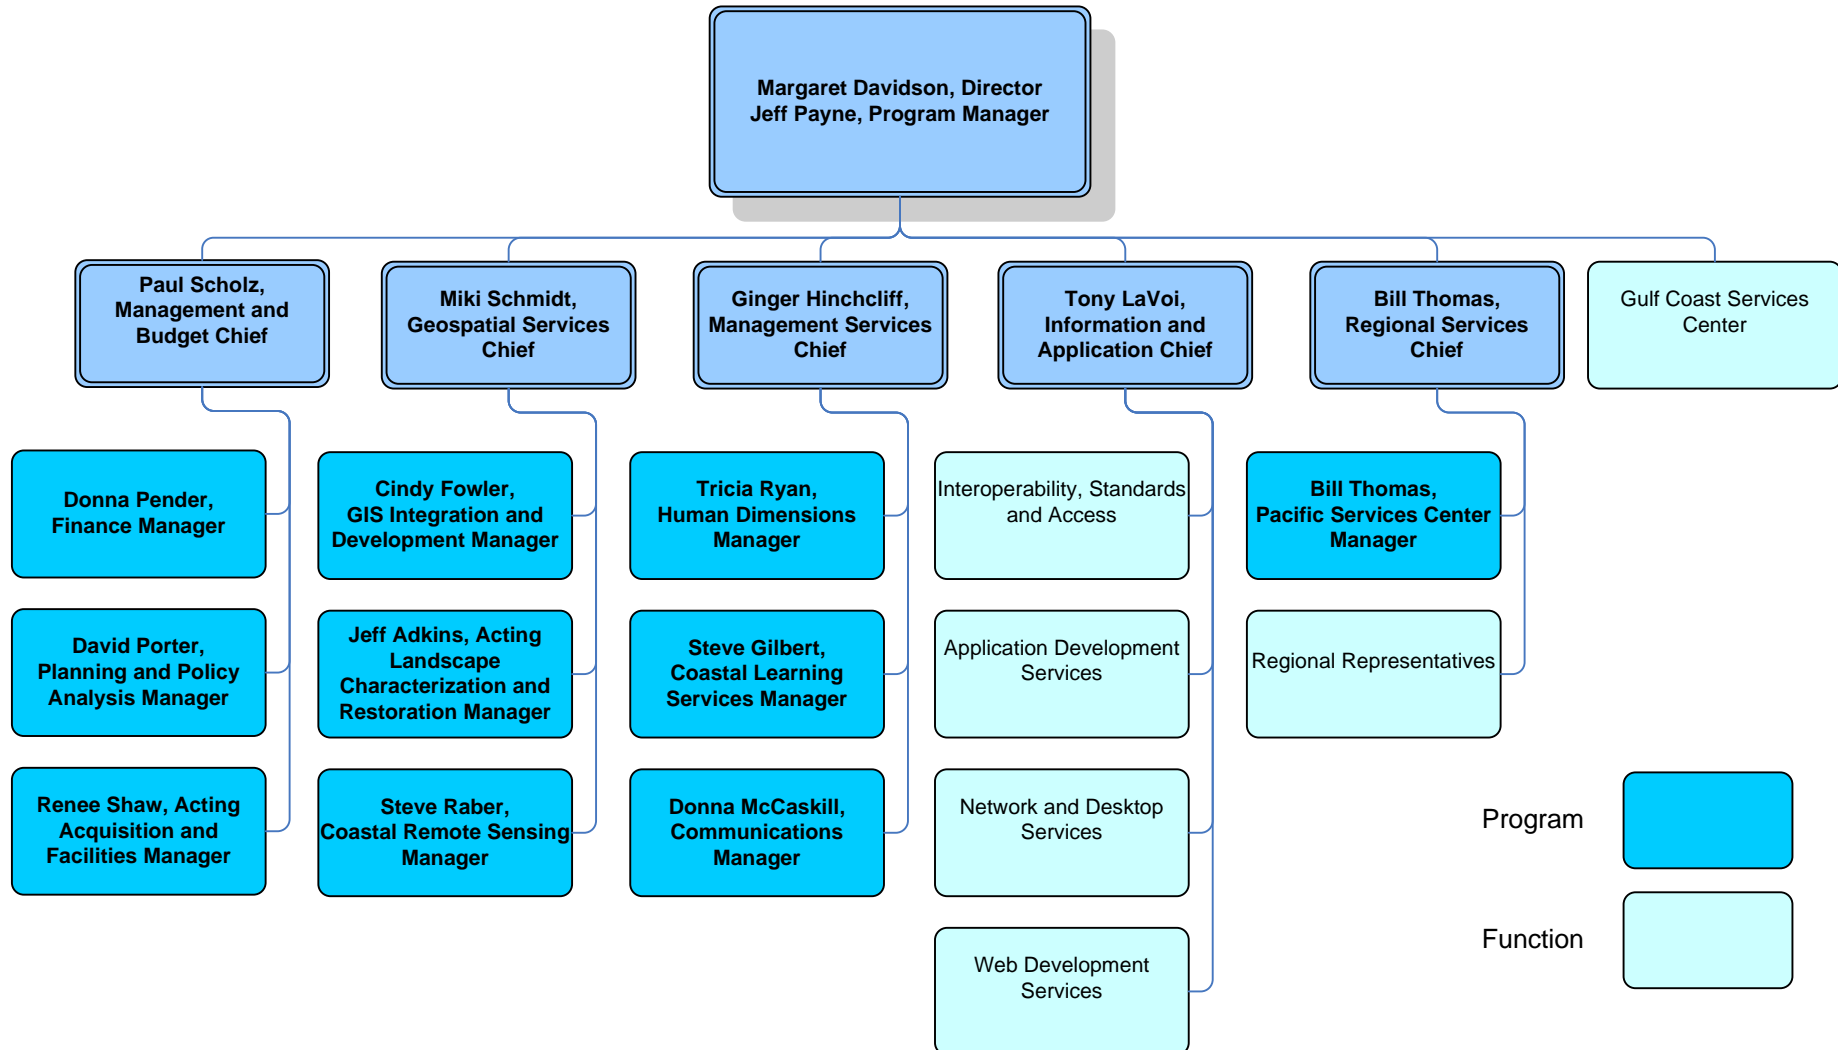 Margaret Davidson, Director
Jeff Payne, Program Manager
Paul Scholz,
Management and
Budget Chief
Miki Schmidt,
Geospatial Services
Chief
Ginger Hinchcliff,
Management Services
Chief
Tony LaVoi,
Information and
Application Chief
Bill Thomas,
Regional Services
Chief
Gulf Coast Services
Center
Donna Pender,
Finance Manager
Cindy Fowler,
GIS Integration and
Development Manager
Tricia Ryan,
Human Dimensions
Manager
Interoperability, Standards
and Access
Bill Thomas,
Pacific Services Center
Manager
David Porter,
Planning and Policy
Analysis Manager
Jeff Adkins, Acting
Landscape
Characterization and
Restoration Manager
Steve Gilbert,
Coastal Learning
Services Manager
Application Development
Services
Regional Representatives
Renee Shaw, Acting
Acquisition and
Facilities Manager
Steve Raber,
Coastal Remote Sensing
Manager
Donna McCaskill,
Communications
Manager
Network and Desktop
Services
Program
Web Development
Services
Function